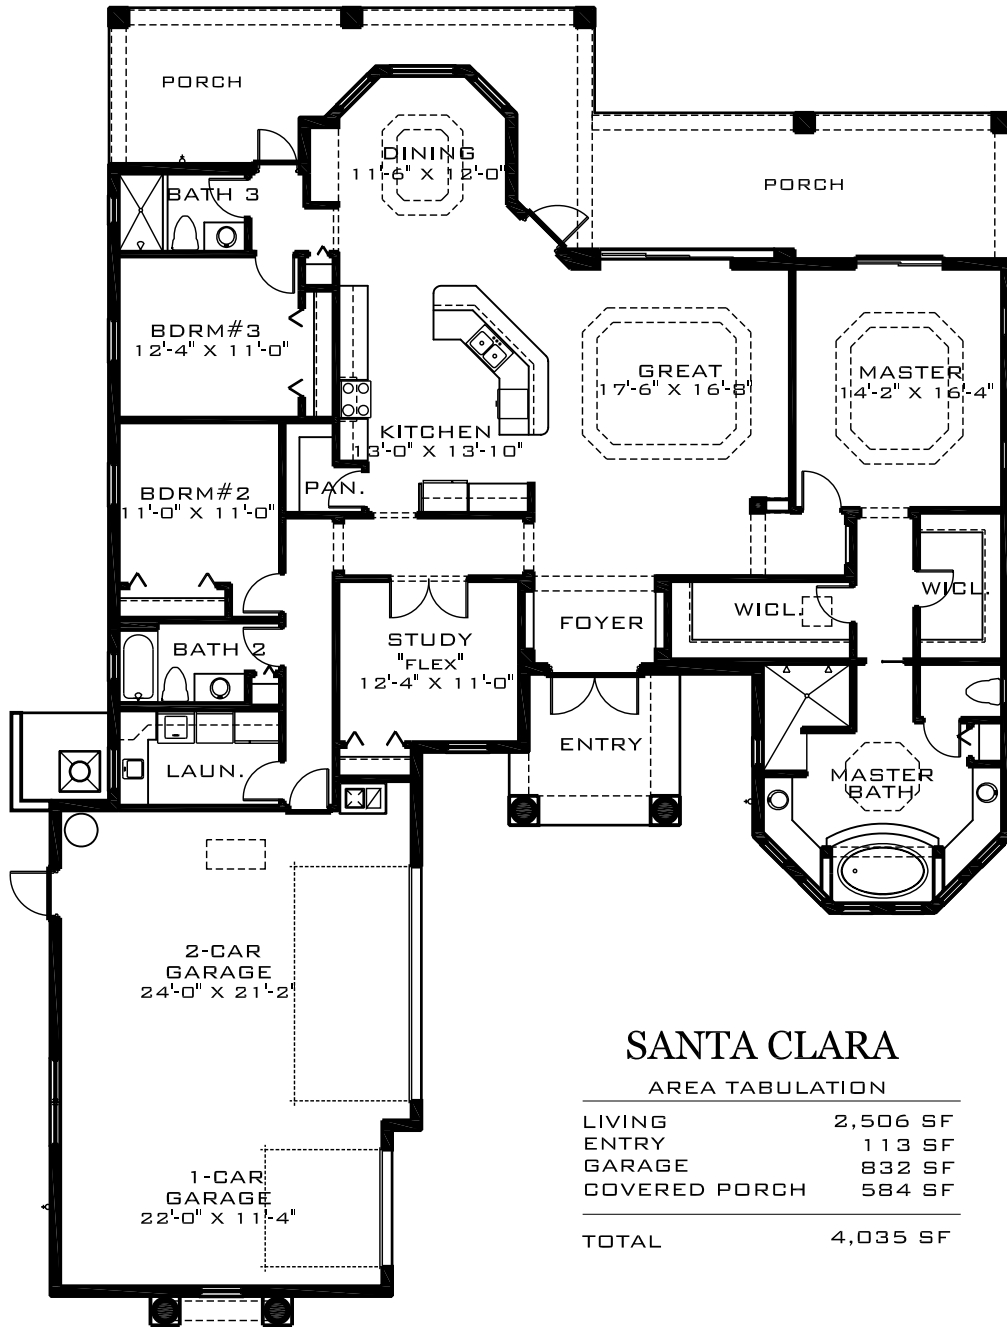 PORCH
DINING
11'-6" X 12'-0"
PORCH
BATH 3
BDRM#3
12'-4" X 11'-0"
GREAT
17'-6" X 16'-8"
MASTER
14'-2" X 16'-4"
KITCHEN
13'-0" X 13'-10"
PAN.
BDRM#2
11'-0" X 11'-0"
WICL.
WICL.
FOYER
STUDY
"FLEX"
12'-4" X 11'-0"
BATH 2
ENTRY
LAUN.
MASTER
BATH
2-CAR
GARAGE
24'-0" X 21'-2"
1-CAR
GARAGE
22'-0" X 11'-4"
SANTA CLARA
AREA TABULATION
LIVING 2,506 SF
ENTRY 113 SF
GARAGE 832 SF
COVERED PORCH 584 SF
TOTAL 4,035 SF